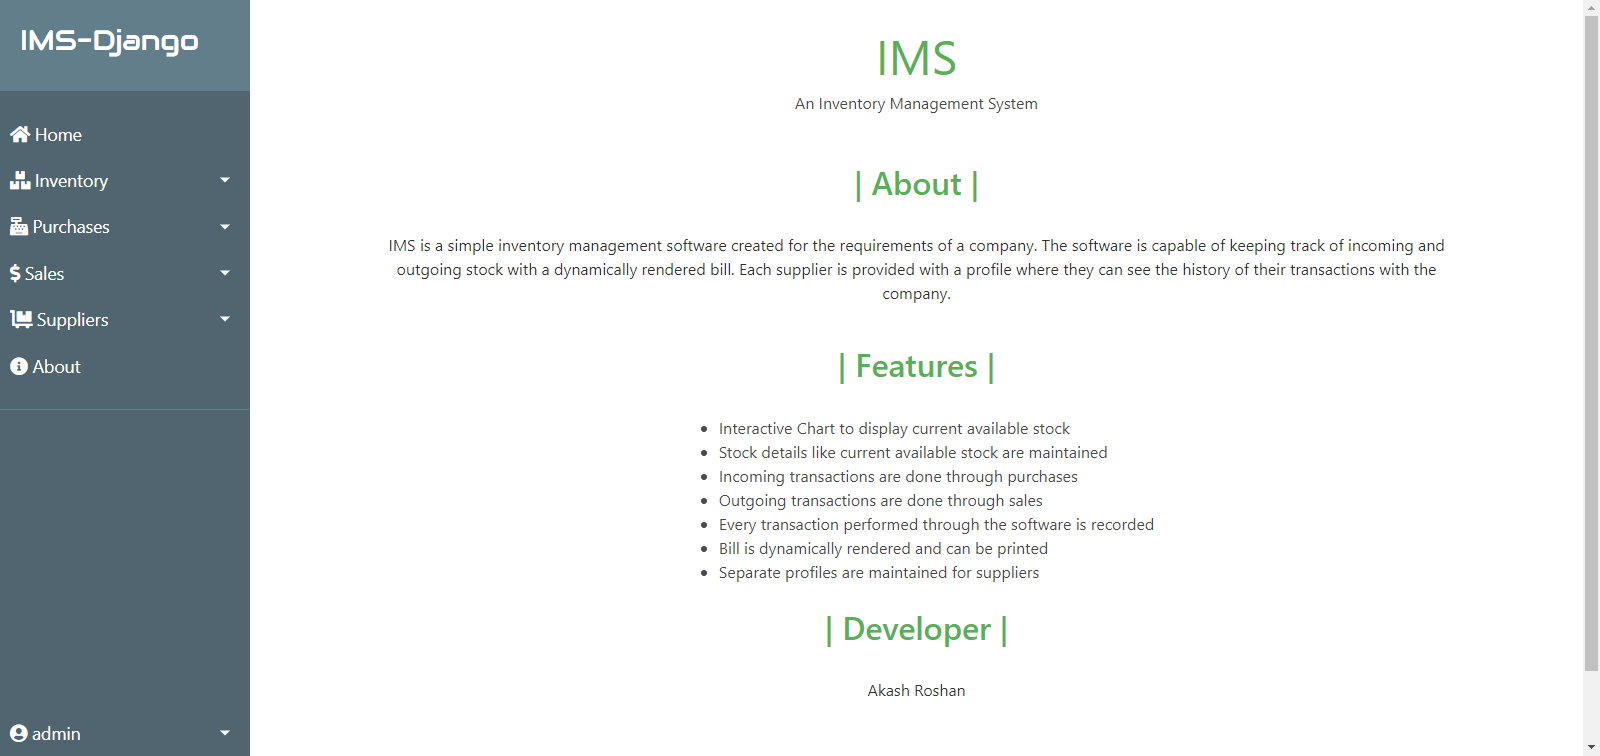 IMS-Django
Home
Inventory
Purchases
Sales
Suppliers
About
admin
IMS
An Inventory Management System
| About |
IMS is a simple inventory management software created for the requirements of a company. The software is capable of keeping track of incoming and
outgoing stock with a dynamically rendered bill. Each supplier is provided with a profile where they can see the history of their transactions with the
company.
| Features |
• Interactive Chart to display current available stock
• Stock details like current available stock are maintained
• Incoming transactions are done through purchases
• Outgoing transactions are done through sales
• Every transaction performed through the software is recorded
• Bill is dynamically rendered and can be printed
• Separate profiles are maintained for suppliers
| Developer |
Akash Roshan